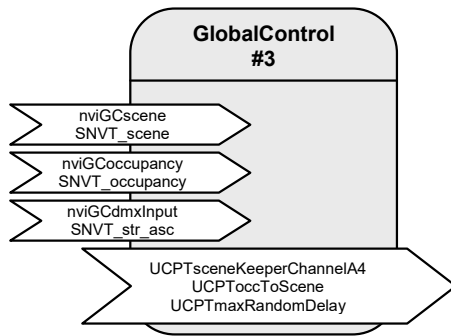 GlobalControl
#3
nviGCscene
SNVT_scene
nviGCoccupancy
SNVT_occupancy
nviGCdmxInput
SNVT_str_asc
UCPTsceneKeeperChannelA4
UCPToccToScene
UCPTmaxRandomDelay